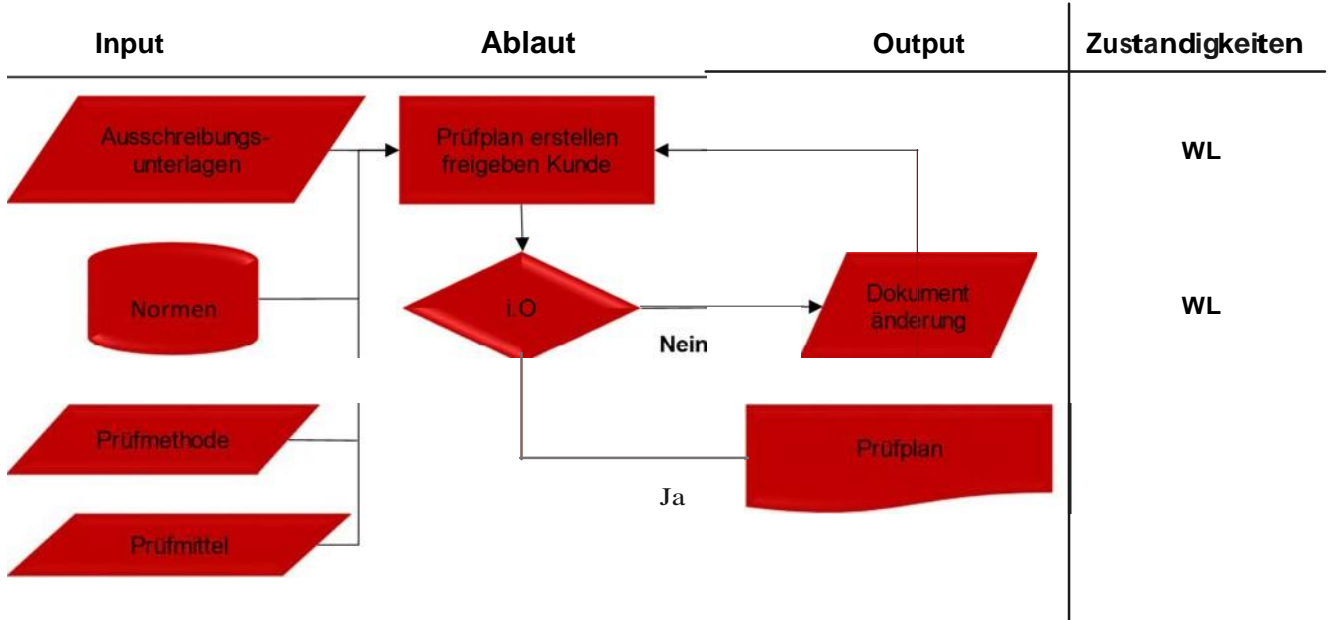 Input
Ablaut
Output
Zustandigkeiten
Ausschreibungs-
unterlagen
Prüfplan erstellen
freigeben Kunde
WL
Normen
i.O
Nein
Dokument
änderung
WL
Prüfmethode
Prüfplan
Ja
Prüfmittel